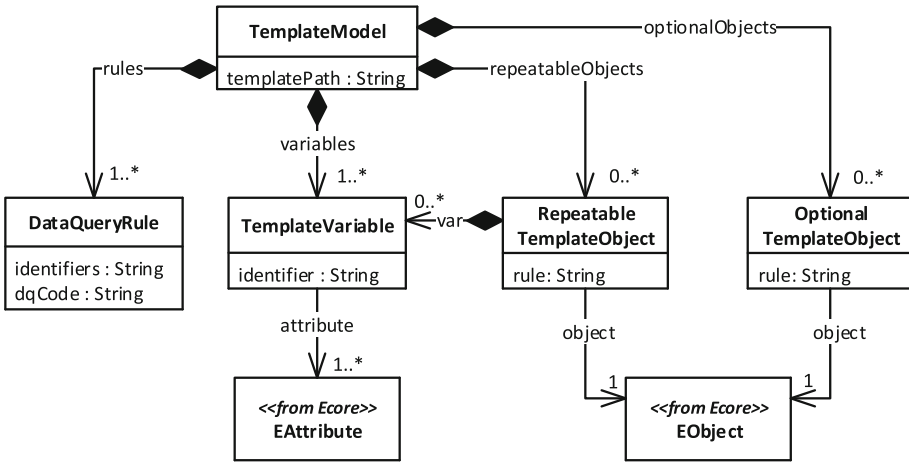 TemplateModel
templatePath : String
optionalObjects
rules
repeatableObjects
variables
1..*
1..*
0..*
0..*
DataQueryRule
identifiers : String
dqCode : String
TemplateVariable
identifier : String
0..*
var
Repeatable
TemplateObject
rule: String
Optional
TemplateObject
rule: String
attribute
object
object
1..*
1
1
<<from Ecore>>
EAttribute
<<from Ecore>>
EObject